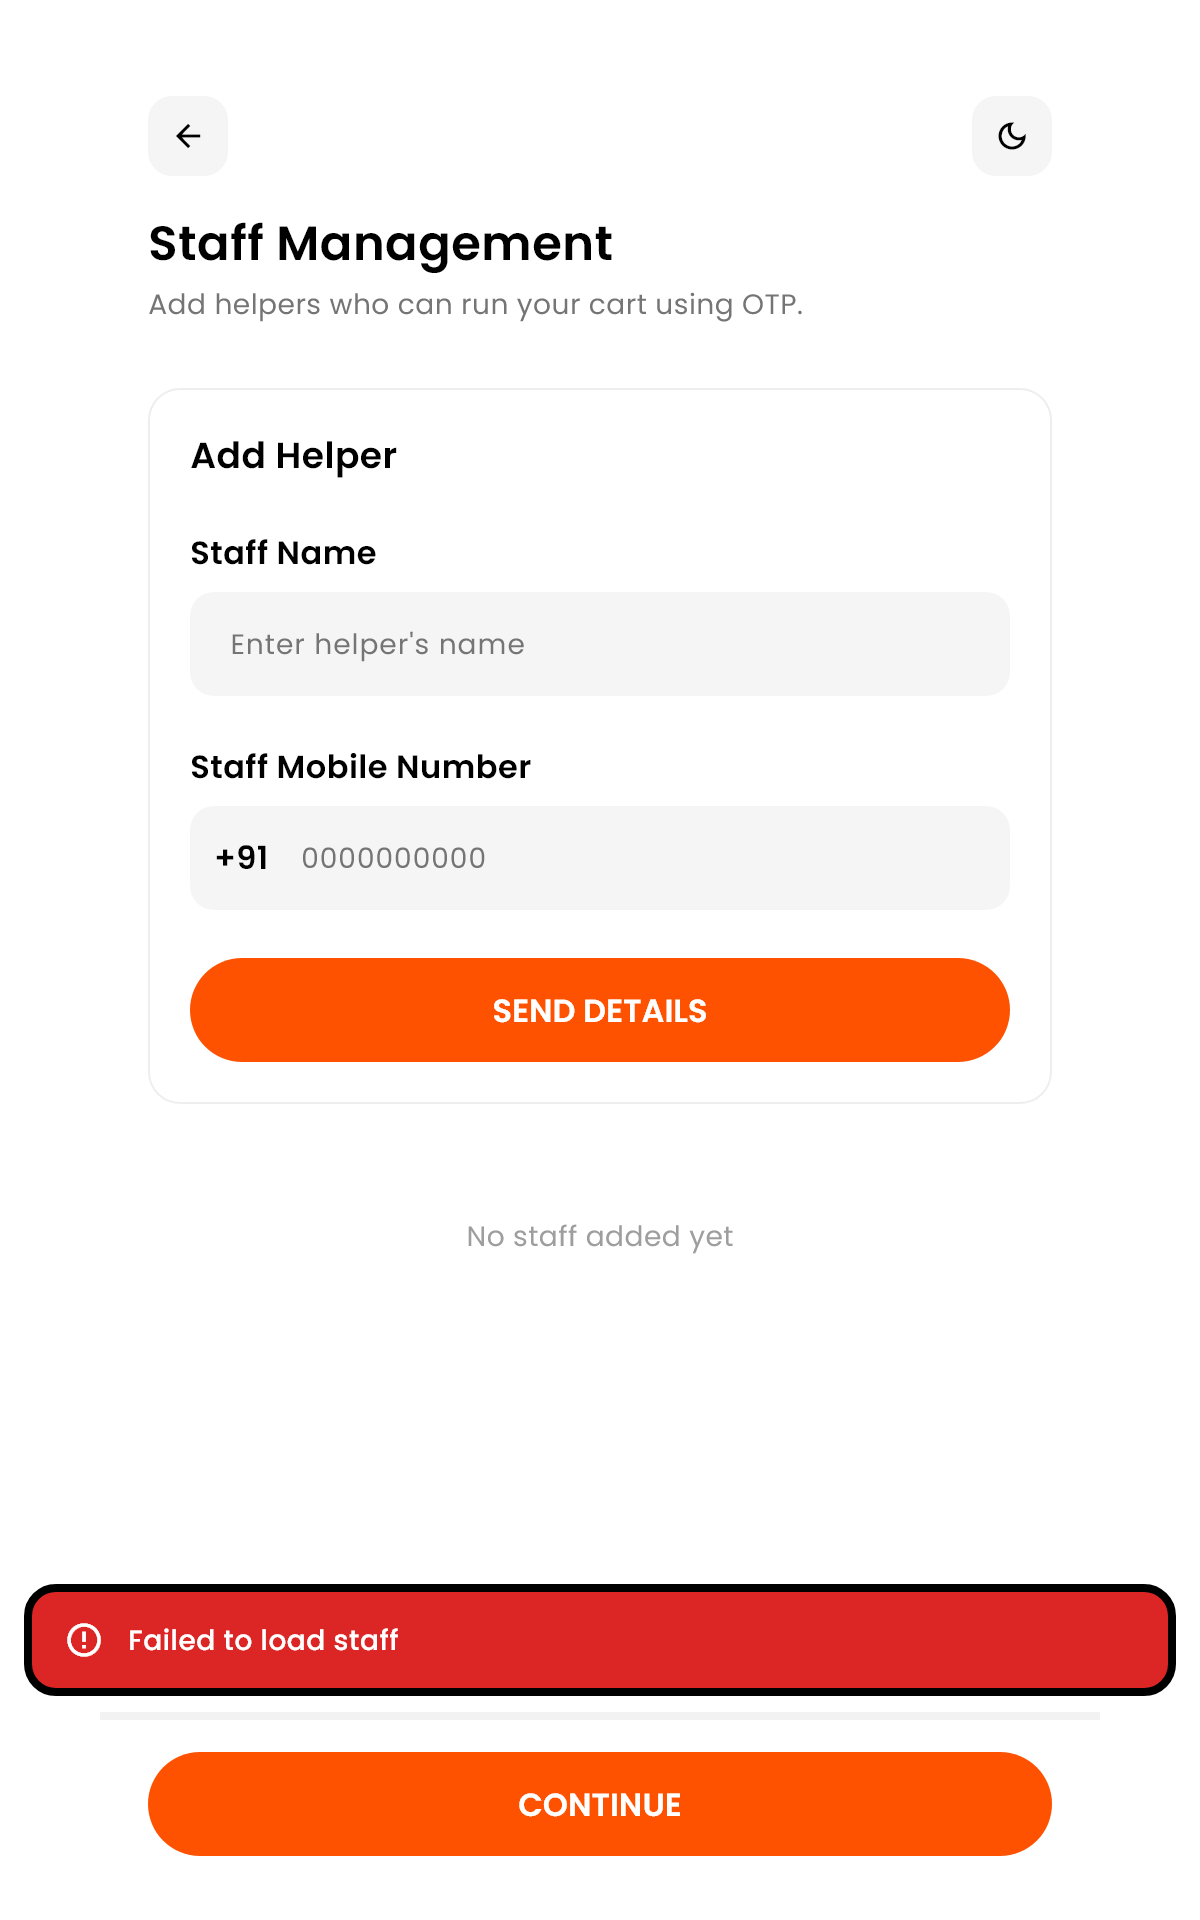 Staff Management
Add helpers who can run your cart using OTP.
Add Helper
Staff Name
Enter helper's name
Staff Mobile Number
+91 0000000000
SEND DETAILS
No staff added yet
Failed to load staff
CONTINUE